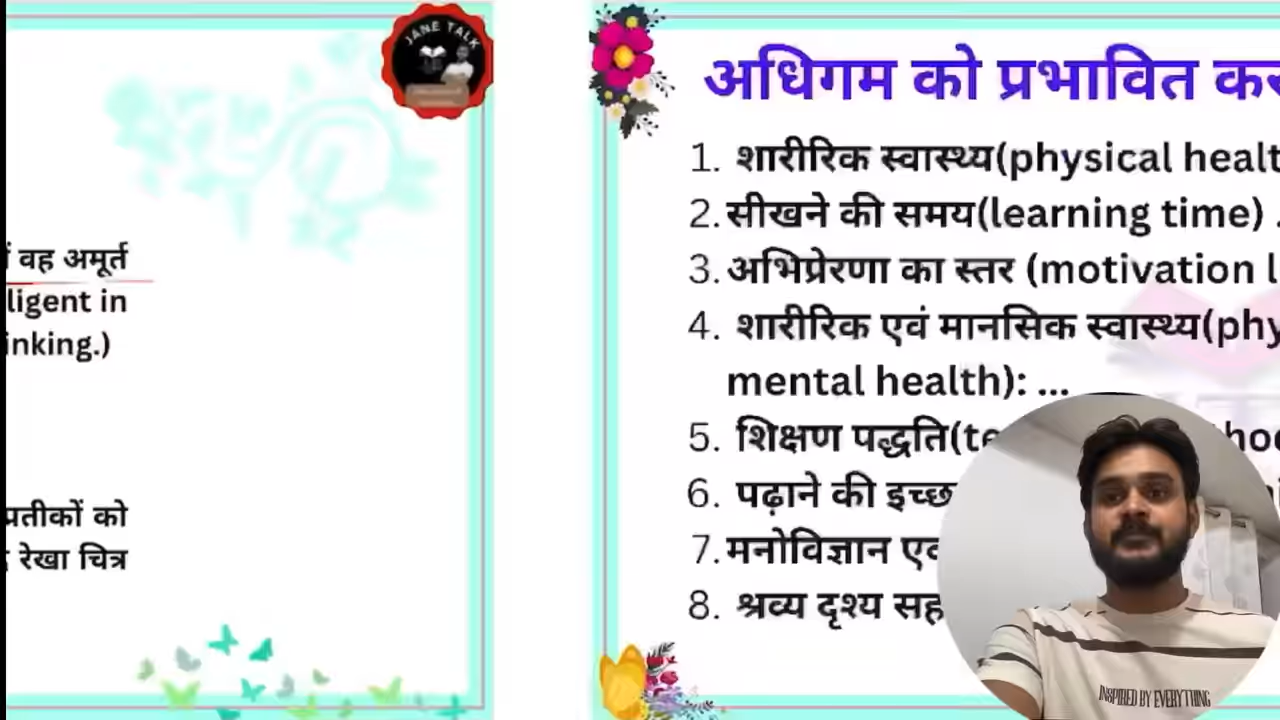 JANE TALK
वह अमूर्त
ligent in
inking.)
प्रतीकों को
रेखा चित्र
अधिगम को प्रभावित कर
1. शारीरिक स्वास्थ्य(physical healt
2. सीखने की समय(learning time) .
3. अभिप्रेरणा का स्तर (motivation l
4. शारीरिक एवं मानसिक स्वास्थ्य(phy
mental health): ...
5. शिक्षण पद्धति(te
6. पढ़ाने की इच्छ
7. मनोविज्ञान एव
8. श्रव्य दृश्य सह
INSPIRED BY EVERYTHING